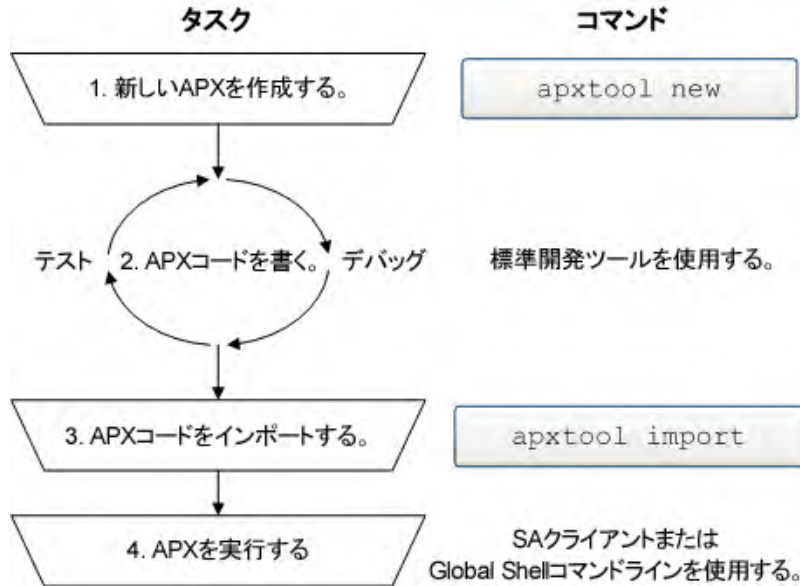 タスク
コマンド
1. 新しいAPXを作成する。
apxtool new
テスト
2. APXコードを書く。
デバッグ
標準開発ツールを使用する。
3. APXコードをインポートする。
apxtool import
4. APXを実行する
SAクライアントまたは
Global Shellコマンドラインを使用する。